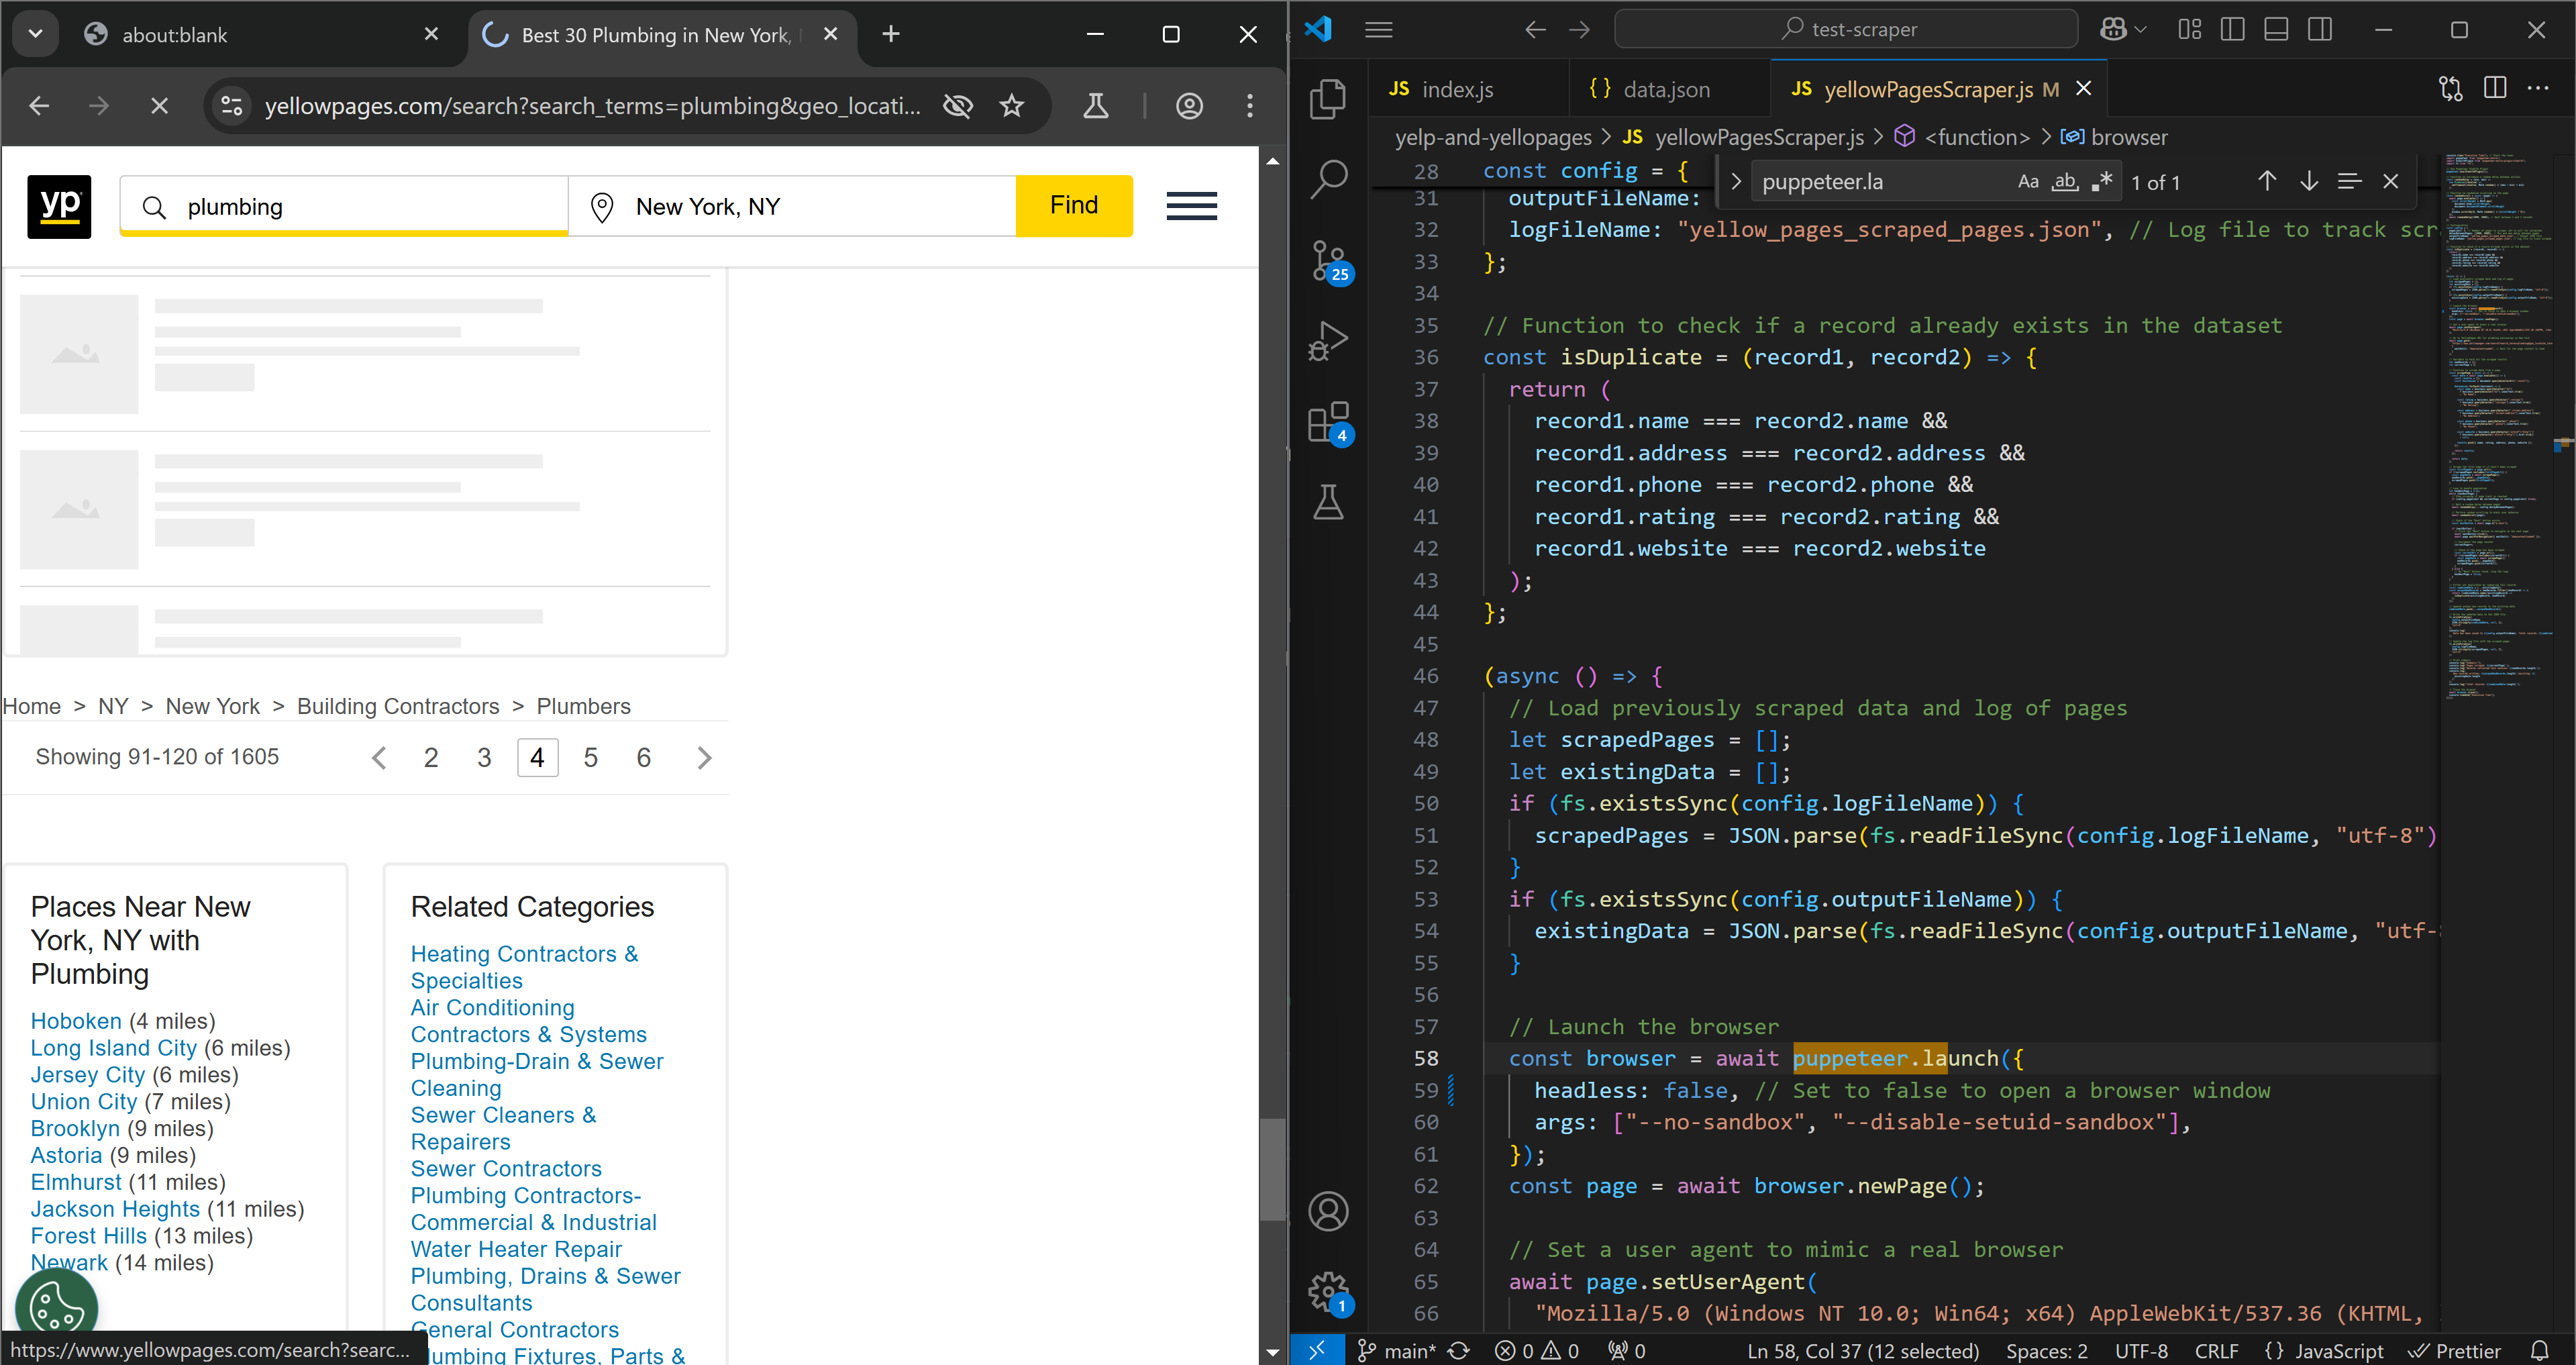 about:blank
Best 30 Plumbing in New York,
yellowpages.com/search?search_terms=plumbing&geo_locati...
yp
plumbing
New York, NY
Find
Home > NY > New York > Building Contractors > Plumbers
Showing 91-120 of 1605
2 3 4 5 6
Places Near New
York, NY with
Plumbing
Hoboken (4 miles)
Long Island City (6 miles)
Jersey City (6 miles)
Union City (7 miles)
Brooklyn (9 miles)
Astoria (9 miles)
Elmhurst (11 miles)
Jackson Heights (11 miles)
Forest Hills (13 miles)
Newark (14 miles)
Related Categories
Heating Contractors &
Specialties
Air Conditioning
Contractors & Systems
Plumbing-Drain & Sewer
Cleaning
Sewer Cleaners &
Repairers
Sewer Contractors
Plumbing Contractors-
Commercial & Industrial
Water Heater Repair
Plumbing, Drains & Sewer
Consultants
General Contractors
lumbing Fixtures, Parts &
https://www.yellowpages.com/search?searc...
test-scraper
JS index.js
{} data.json
JS yellowPagesScraper.js M
yelp-and-yellopages > JS yellowPagesScraper.js > <function> > browser
puppeteer.la
Aa ab .*
1 of 1
25
4
1
28 const config = {
31 outputFileName:
32 logFileName: "yellow_pages_scraped_pages.json", // Log file to track scr
33 };
34
35 // Function to check if a record already exists in the dataset
36 const isDuplicate = (record1, record2) => {
37 return (
38 record1.name === record2.name &&
39 record1.address === record2.address &&
40 record1.phone === record2.phone &&
41 record1.rating === record2.rating &&
42 record1.website === record2.website
43 );
44 };
45
46 (async () => {
47 // Load previously scraped data and log of pages
48 let scrapedPages = [];
49 let existingData = [];
50 if (fs.existsSync(config.logFileName)) {
51 scrapedPages = JSON.parse(fs.readFileSync(config.logFileName, "utf-8")
52 }
53 if (fs.existsSync(config.outputFileName)) {
54 existingData = JSON.parse(fs.readFileSync(config.outputFileName, "utf-
55 }
56
57 // Launch the browser
58 const browser = await puppeteer.launch({
59 headless: false, // Set to false to open a browser window
60 args: ["--no-sandbox", "--disable-setuid-sandbox"],
61 });
62 const page = await browser.newPage();
63
64 // Set a user agent to mimic a real browser
65 await page.setUserAgent(
66 "Mozilla/5.0 (Windows NT 10.0; Win64; x64) AppleWebKit/537.36 (KHTML,
main* 0 0 0
Ln 58, Col 37 (12 selected) Spaces: 2 UTF-8 CRLF {} JavaScript Prettier